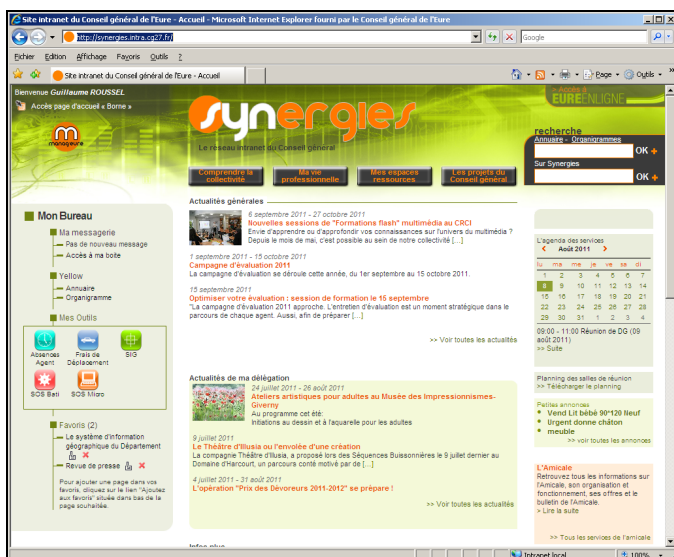 Site intranet du Conseil général de l'Eure - Accueil - Microsoft Internet Explorer fourni par le Conseil général de l'Eure
http://synergies.intra.cg27.fr/
Google
Fichier Edition Affichage Favoris Outils ?
Site intranet du Conseil général de l'Eure - Accueil
Page
Outils
Bienvenue Guillaume ROUSSEL
Accès page d'accueil « Borne »
manageure
synergies
Le réseau intranet du Conseil général
» Accès à
EUREENLIGNE
recherche
Annuaire - Organigrammes
OK +
Sur Synergies
OK +
Comprendre la collectivité
Ma vie professionnelle
Mes espaces ressources
Les projets du Conseil général
Mon Bureau
Ma messagerie
Pas de nouveau message
Accès à ma boite
Yellow
Annuaire
Organigramme
Mes Outils
Absences Agent
Frais de Déplacement
SIG
SOS Bati
SOS Micro
Favoris (2)
Le système d'information
géographique du Département
Revue de presse
Pour ajouter une page dans vos
favoris, cliquez sur le lien "Ajoutez
aux favoris" située dans bas de la
page souhaitée.
Actualités générales
6 septembre 2011 - 27 octobre 2011
Nouvelles sessions de "Formations flash" multimédia au CRCI
Envie d'apprendre ou d'approfondir vos connaissances sur l'univers du multimédia ?
Depuis le mois de mai, c'est possible au sein de notre collectivité [...]
1 septembre 2011 - 15 octobre 2011
Campagne d'évaluation 2011
La campagne d'évaluation se déroule cette année, du 1er septembre au 15 octobre 2011.
15 septembre 2011
Optimiser votre évaluation : session de formation le 15 septembre
"La campagne d'évaluation 2011 approche. L'entretien d'évaluation est un moment stratégique dans le
parcours de chaque agent. Aussi, afin de préparer [...]
>> Voir toutes les actualités
Actualités de ma délégation
24 juillet 2011 - 26 août 2011
Ateliers artistiques pour adultes au Musée des Impressionnismes-
Giverny
Au programme cet été:
Initiations au dessin et à l'aquarelle pour les adultes
9 juillet 2011
Le Théâtre d'Illusia ou l'envolée d'une création
La compagnie Théâtre d'Illusia, a proposé lors des Séquences Buissonnières le 9 juillet dernier au
Domaine d'Harcourt, un parcours conté motivé par de [...]
4 juillet 2011 - 31 août 2011
L'opération "Prix des Dévoreurs 2011-2012" se prépare !
>> Voir toutes les actualités
Infos plus
L'agenda des services
Août 2011
lu ma me je ve sa di
1 2 3 4 5 6 7
8 9 10 11 12 13 14
15 16 17 18 19 20 21
22 23 24 25 26 27 28
29 30 31 1 2 3 4
09:00 - 11:00 Réunion de DG (09
août 2011)
>> Suite
Planning des salles de réunion
>> Télécharger le planning
Petites annonces
Vend Lit bébé 90*120 Neuf
Urgent donne châton
meuble
>> voir toutes les annonces
L'Amicale
Retrouvez tous les informations sur
l'Amicale, son organisation et
fonctionnement, ses offres et le
bulletin de l'Amicale.
> Lire la suite
>> Tous les services de l'amicale
Intranet local
100%